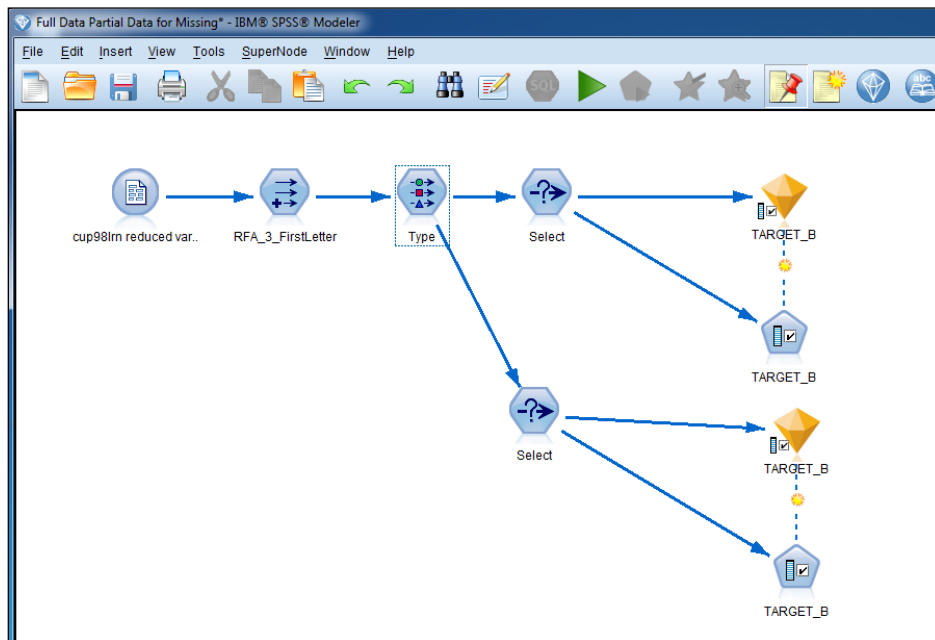 Full Data Partial Data for Missing* - IBM® SPSS® Modeler
File Edit Insert View Tools SuperNode Window Help
SQL
abc
cup98lrn reduced var..
RFA_3_FirstLetter
Type
Select
TARGET_B
TARGET_B
Select
TARGET_B
TARGET_B